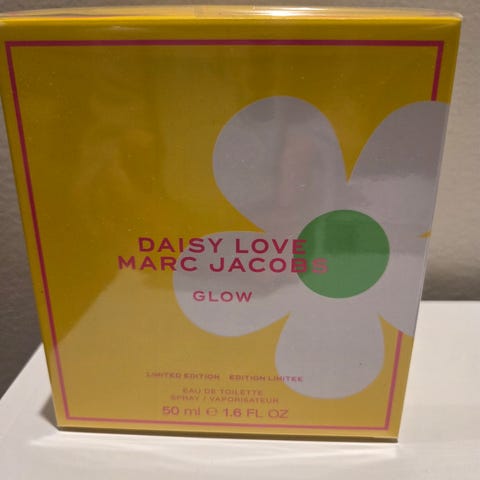 DAISY LOVE
MARC JACOBS
GLOW
LIMITED EDITION EDITION LIMITEE
EAU DE TOILETTE
SPRAY / VAPORISATEUR
50 ml ℮ 1.6 FL OZ